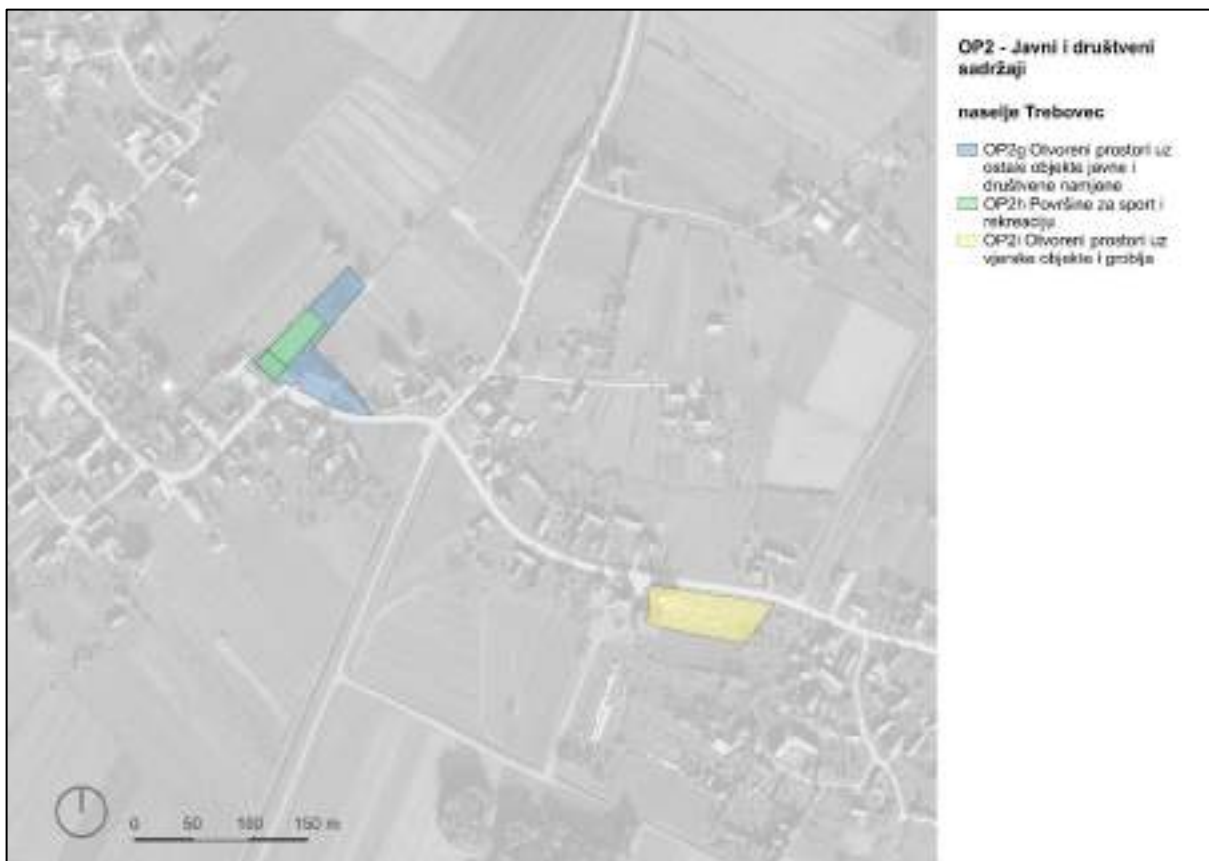 OP2 - Javni i društveni
sadržaji
naselje Trebovec
OP2g Otvoreni prostori uz
ostale objekte javne i
društvene namjene
OP2h Površine za sport i
rekreaciju
OP2i Otvoreni prostori uz
vjerske objekte i groblja
0 50 100 150 m